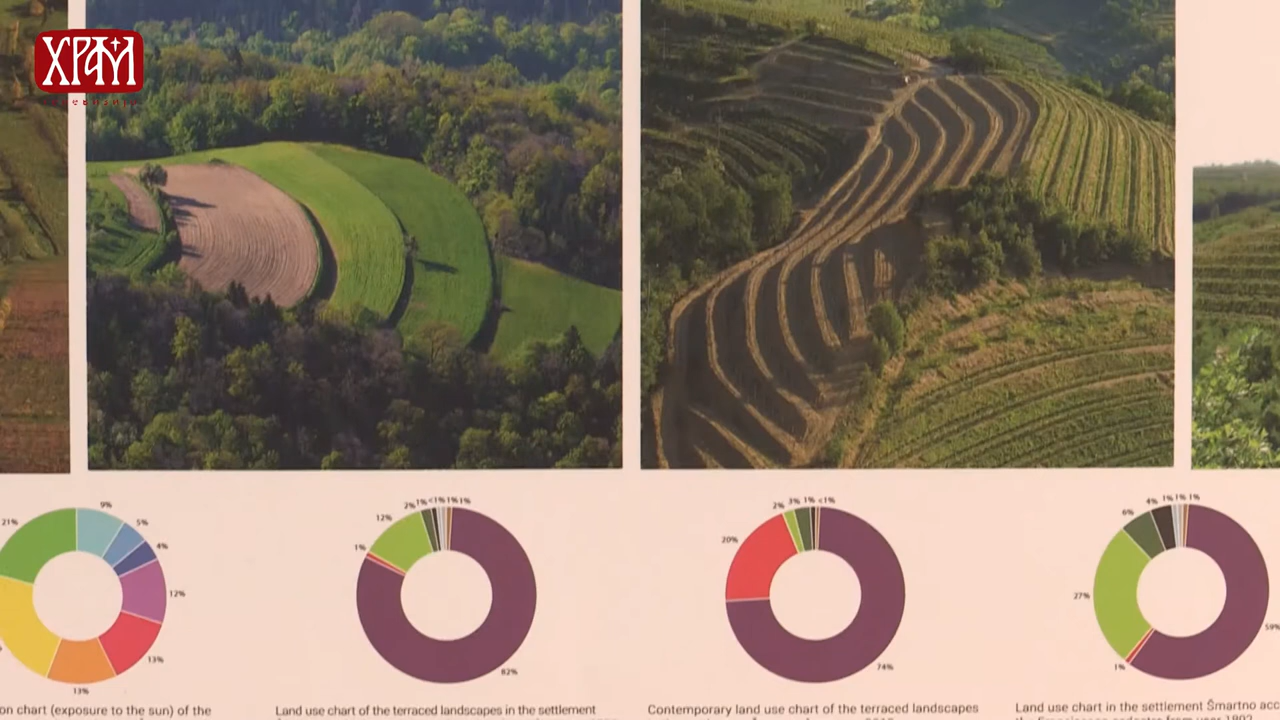 ХРАМ
телевизија
21%
9%
5%
4%
12%
13%
13%
1%
12%
2% 1% <1% 1% 1%
82%
20%
2% 3% 1% <1%
74%
1%
27%
6%
4% 1% 1% 1%
59%
on chart (exposure to the sun) of the
Land use chart of the terraced landscapes in the settlement
Contemporary land use chart of the terraced landscapes
Land use chart in the settlement Šmartno acc